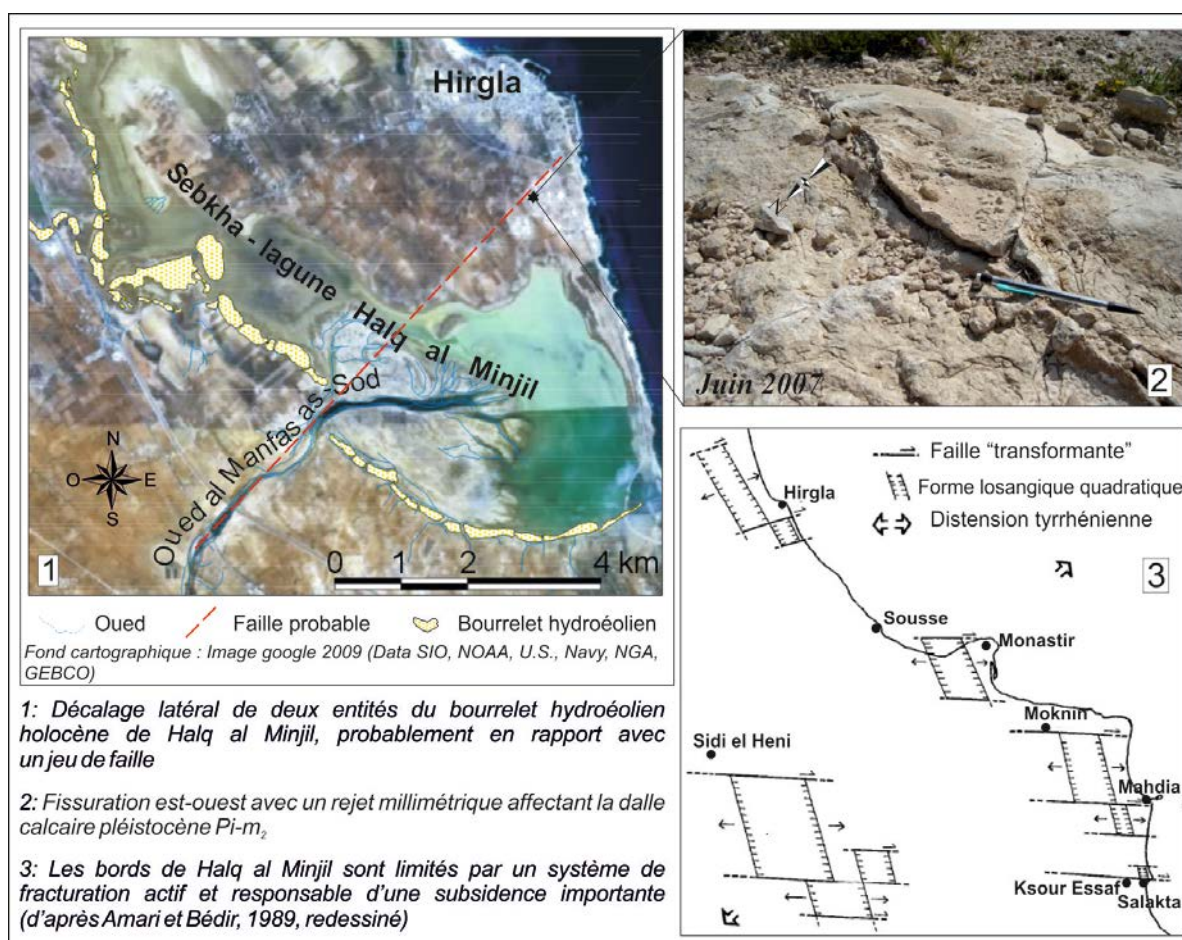 Hirgla
Sebkha - lagune Halq al Minjil
Oued al Manfas as-Sod
N
O E
S
1
0 1 2 4 km
Oued Faille probable Bourrelet hydroéolien
Fond cartographique : Image google 2009 (Data SIO, NOAA, U.S., Navy, NGA,
GEBCO)
1: Décalage latéral de deux entités du bourrelet hydroéolien
holocène de Halq al Minjil, probablement en rapport avec
un jeu de faille
2: Fissuration est-ouest avec un rejet millimétrique affectant la dalle
calcaire pléistocène Pi-m₂
3: Les bords de Halq al Minjil sont limités par un système de
fracturation actif et responsable d'une subsidence importante
(d'après Amari et Bédir, 1989, redessiné)
N
Juin 2007
2
Faille "transformante"
Forme losangique quadratique
Distension tyrrhénienne
3
Hirgla
Sousse
Monastir
Moknin
Sidi el Heni
Mahdia
Ksour Essaf
Salakta